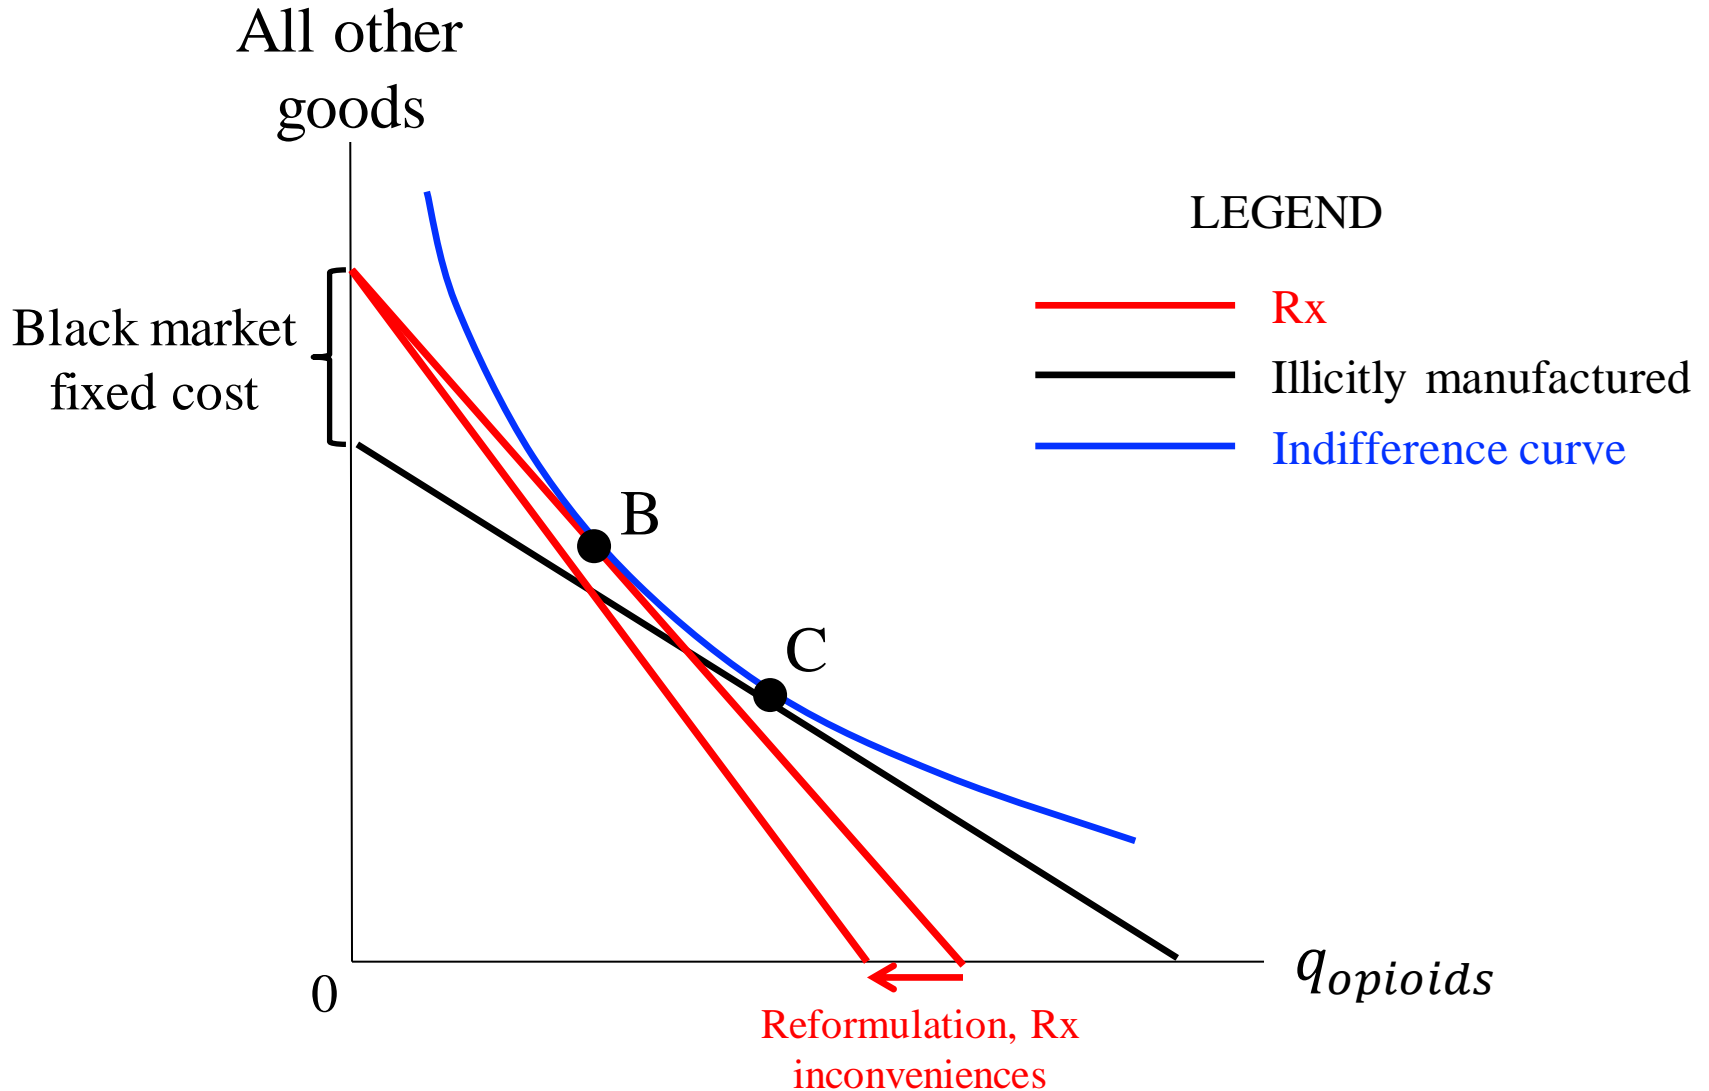 All other
goods
LEGEND
Rx
Black market
fixed cost
Illicitly manufactured
Indifference curve
B
C
0
q_opioids
Reformulation, Rx
inconveniences